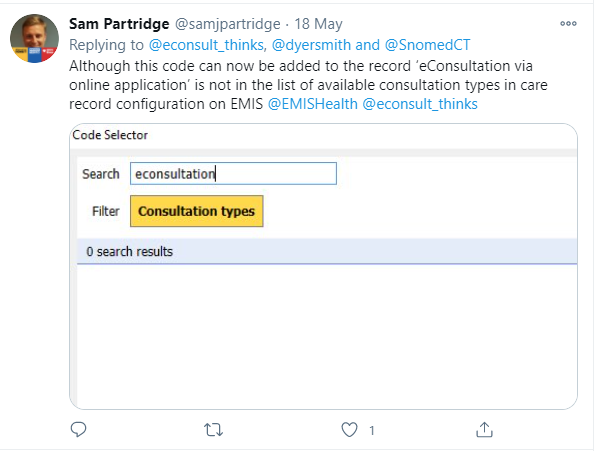 Sam Partridge @samjpartridge · 18 May
Replying to @econsult_thinks, @dyersmith and @SnomedCT
Although this code can now be added to the record ‘eConsultation via
online application’ is not in the list of available consultation types in care
record configuration on EMIS @EMISHealth @econsult_thinks
Code Selector
Search econsultation
Filter Consultation types
0 search results
1